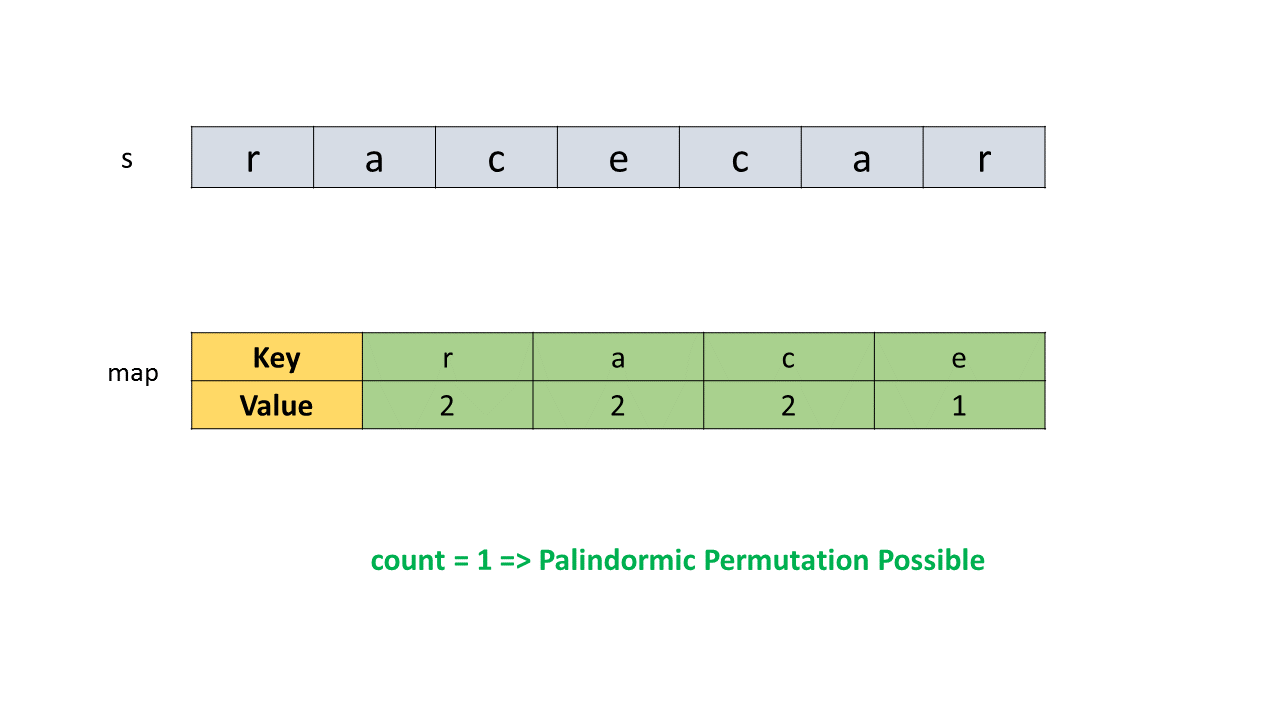 s r a c e c a r
map Key r a c e
Value 2 2 2 1
count = 1 => Palindormic Permutation Possible